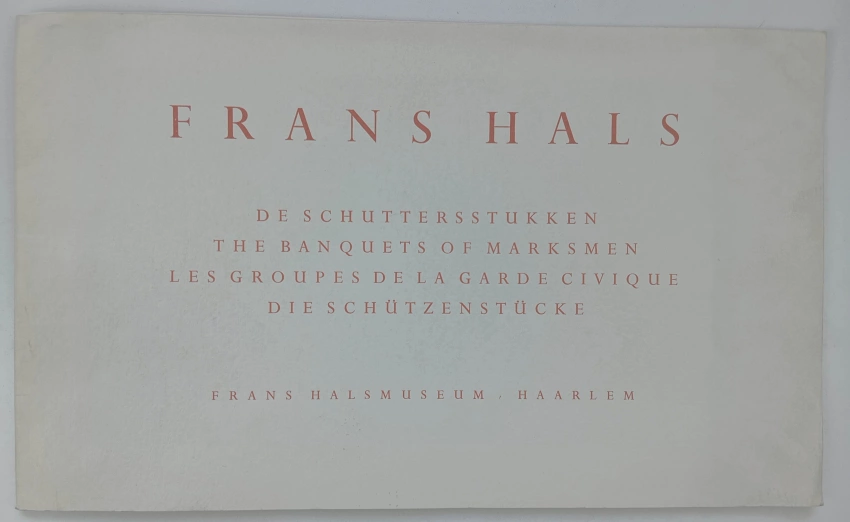 FRANS HALS
DE SCHUTTERSSTUKKEN
THE BANQUETS OF MARKSMEN
LES GROUPES DE LA GARDE CIVIQUE
DIE SCHÜTZENSTÜCKE
FRANS HALSMUSEUM, HAARLEM